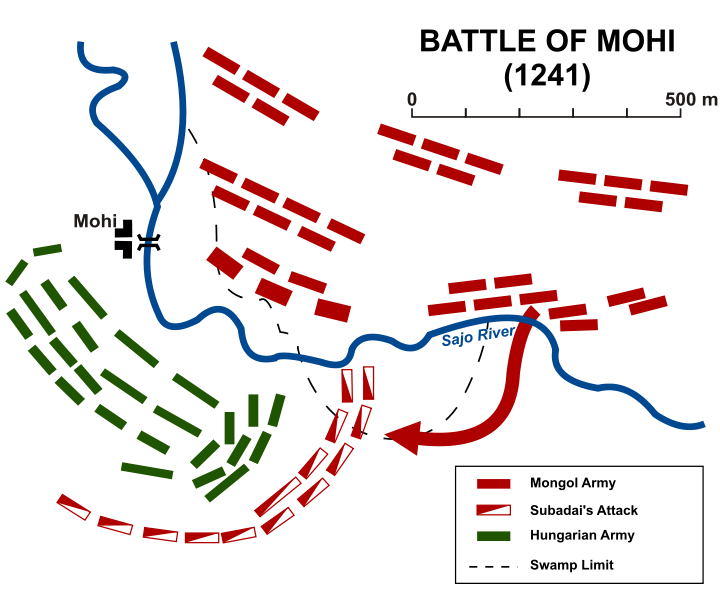 BATTLE OF MOHI
(1241)
0 500 m
Mohi
Sajo River
Mongol Army
Subadai's Attack
Hungarian Army
Swamp Limit